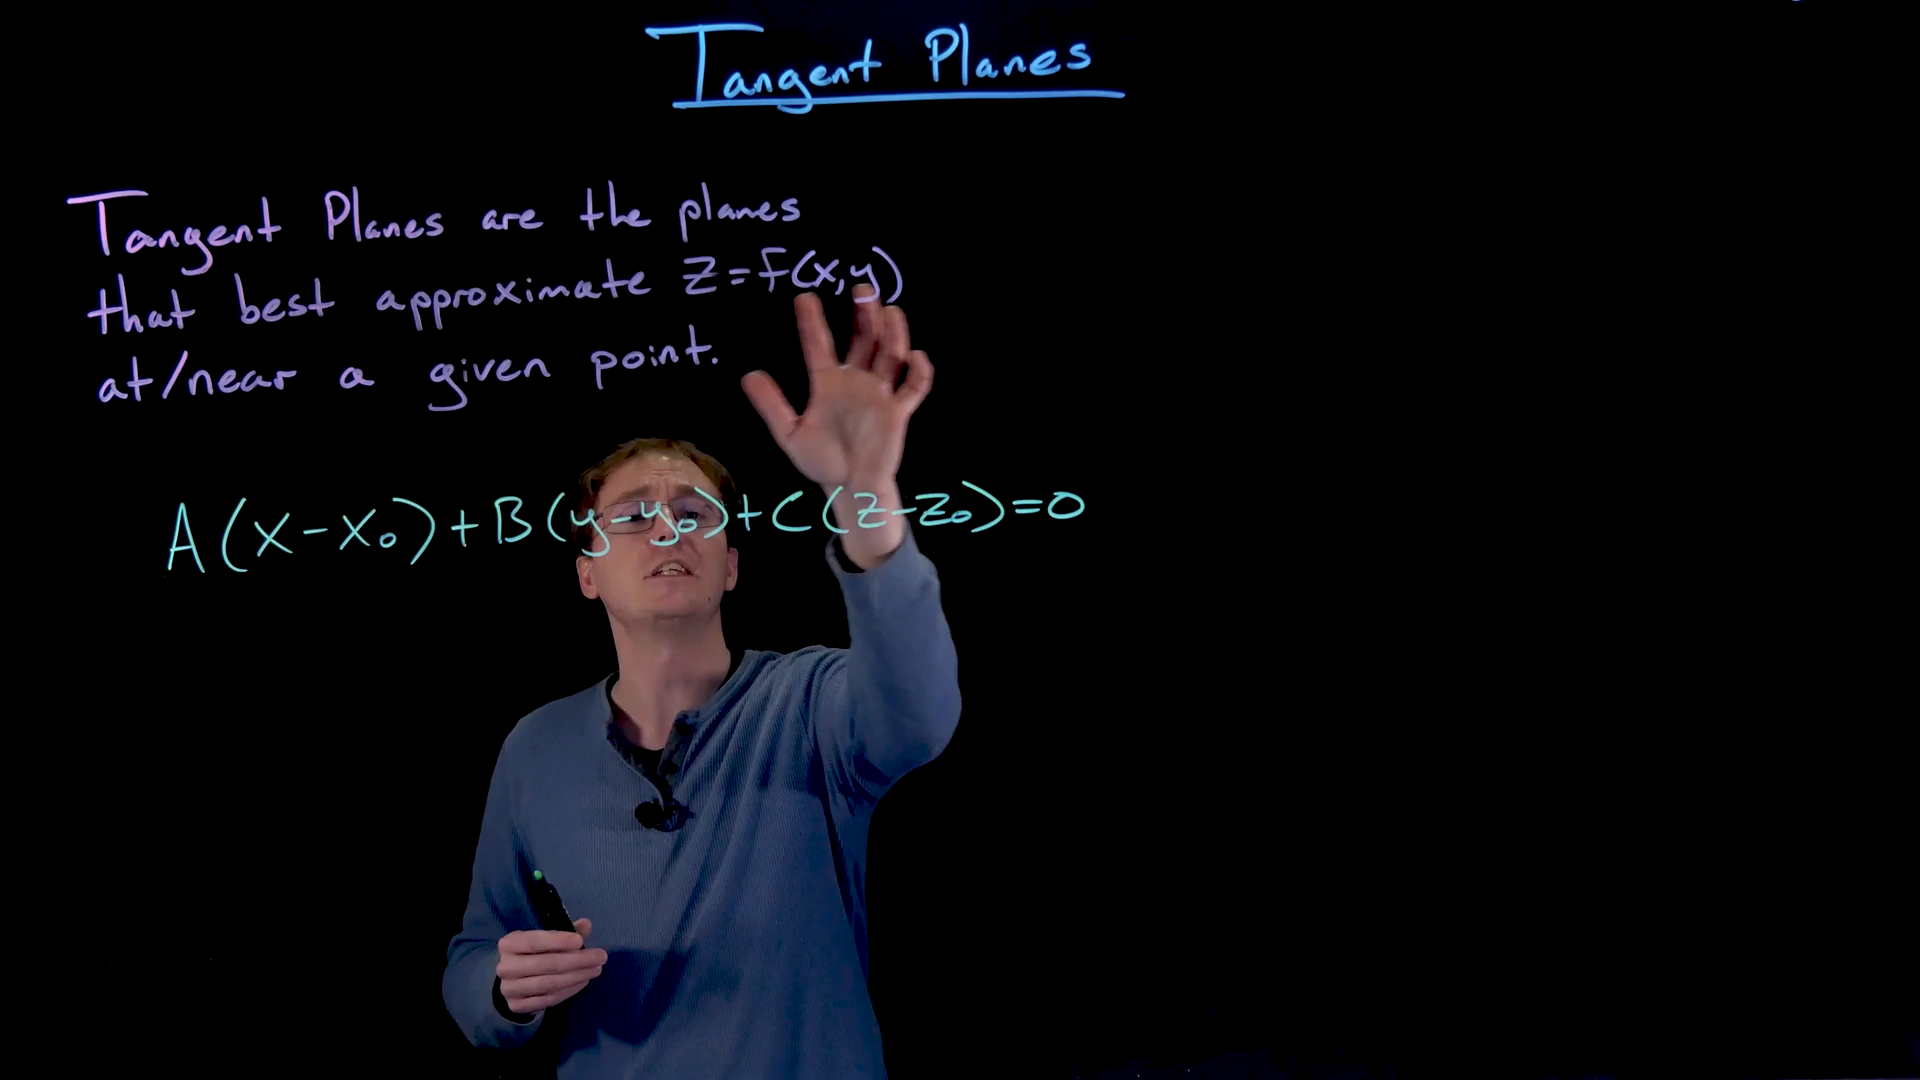 Tangent Planes
Tangent Planes are the planes
that best approximate z=f(x,y)
at/near a given point.
A(x-x₀)+B(y-y₀)+C(z-z₀)=0